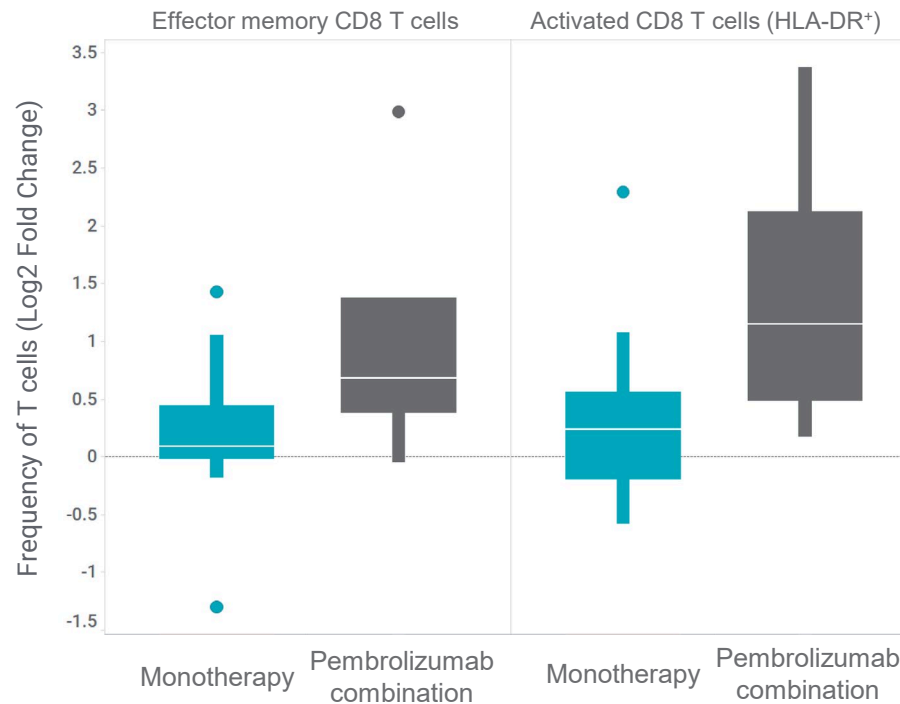 Effector memory CD8 T cells
Activated CD8 T cells (HLA-DR⁺)
Frequency of T cells (Log2 Fold Change)
3.5
3
2.5
2
1.5
1
0.5
0
-0.5
-1
-1.5
Monotherapy
Pembrolizumab
combination
Monotherapy
Pembrolizumab
combination